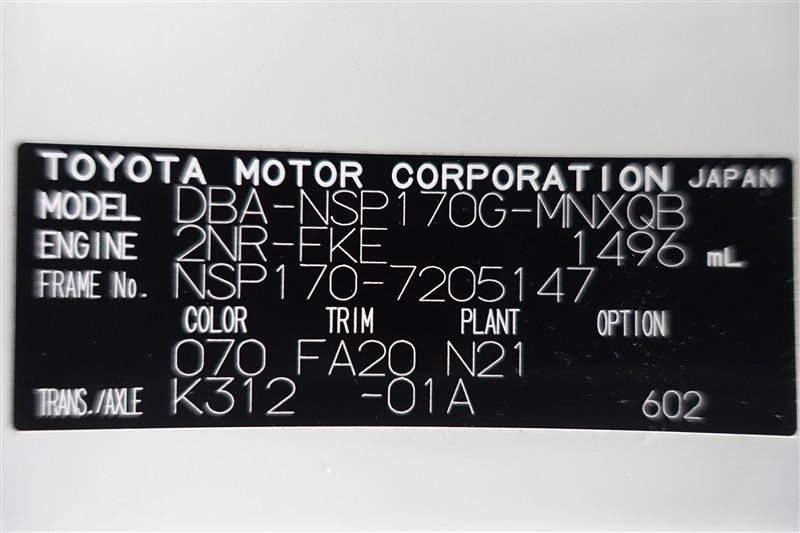 TOYOTA MOTOR CORPORATION JAPAN
MODEL DBA-NSP170G-MNXQB
ENGINE 2NR-FKE 1496 mL
FRAME No. NSP170-7205147
COLOR TRIM PLANT OPTION
070 FA20 N21
TRANS./AXLE K312 -01A 602